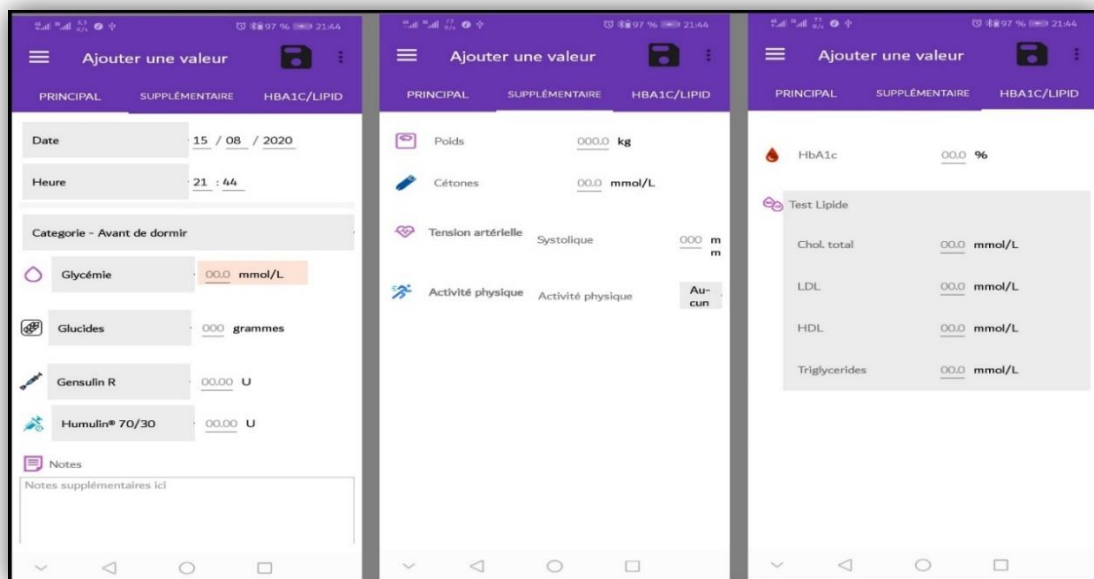 97 % 21:44
Ajouter une valeur
PRINCIPAL SUPPLÉMENTAIRE HBA1C/LIPID
Date 15 / 08 / 2020
Heure 21 : 44
Categorie - Avant de dormir
Glycémie 00.0 mmol/L
Glucides 000 grammes
Gensulin R 00.00 U
Humulin® 70/30 00.00 U
Notes
Notes supplémentaires ici
97 % 21:44
Ajouter une valeur
PRINCIPAL SUPPLÉMENTAIRE HBA1C/LIPID
Poids 000.0 kg
Cétones 00.0 mmol/L
Tension artérielle Systolique 000 m
m
Activité physique Activité physique Au-
cun
97 % 21:44
Ajouter une valeur
PRINCIPAL SUPPLÉMENTAIRE HBA1C/LIPID
HbA1c 00.0 %
Test Lipide
Chol. total 00.0 mmol/L
LDL 00.0 mmol/L
HDL 00.0 mmol/L
Triglycerides 00.0 mmol/L